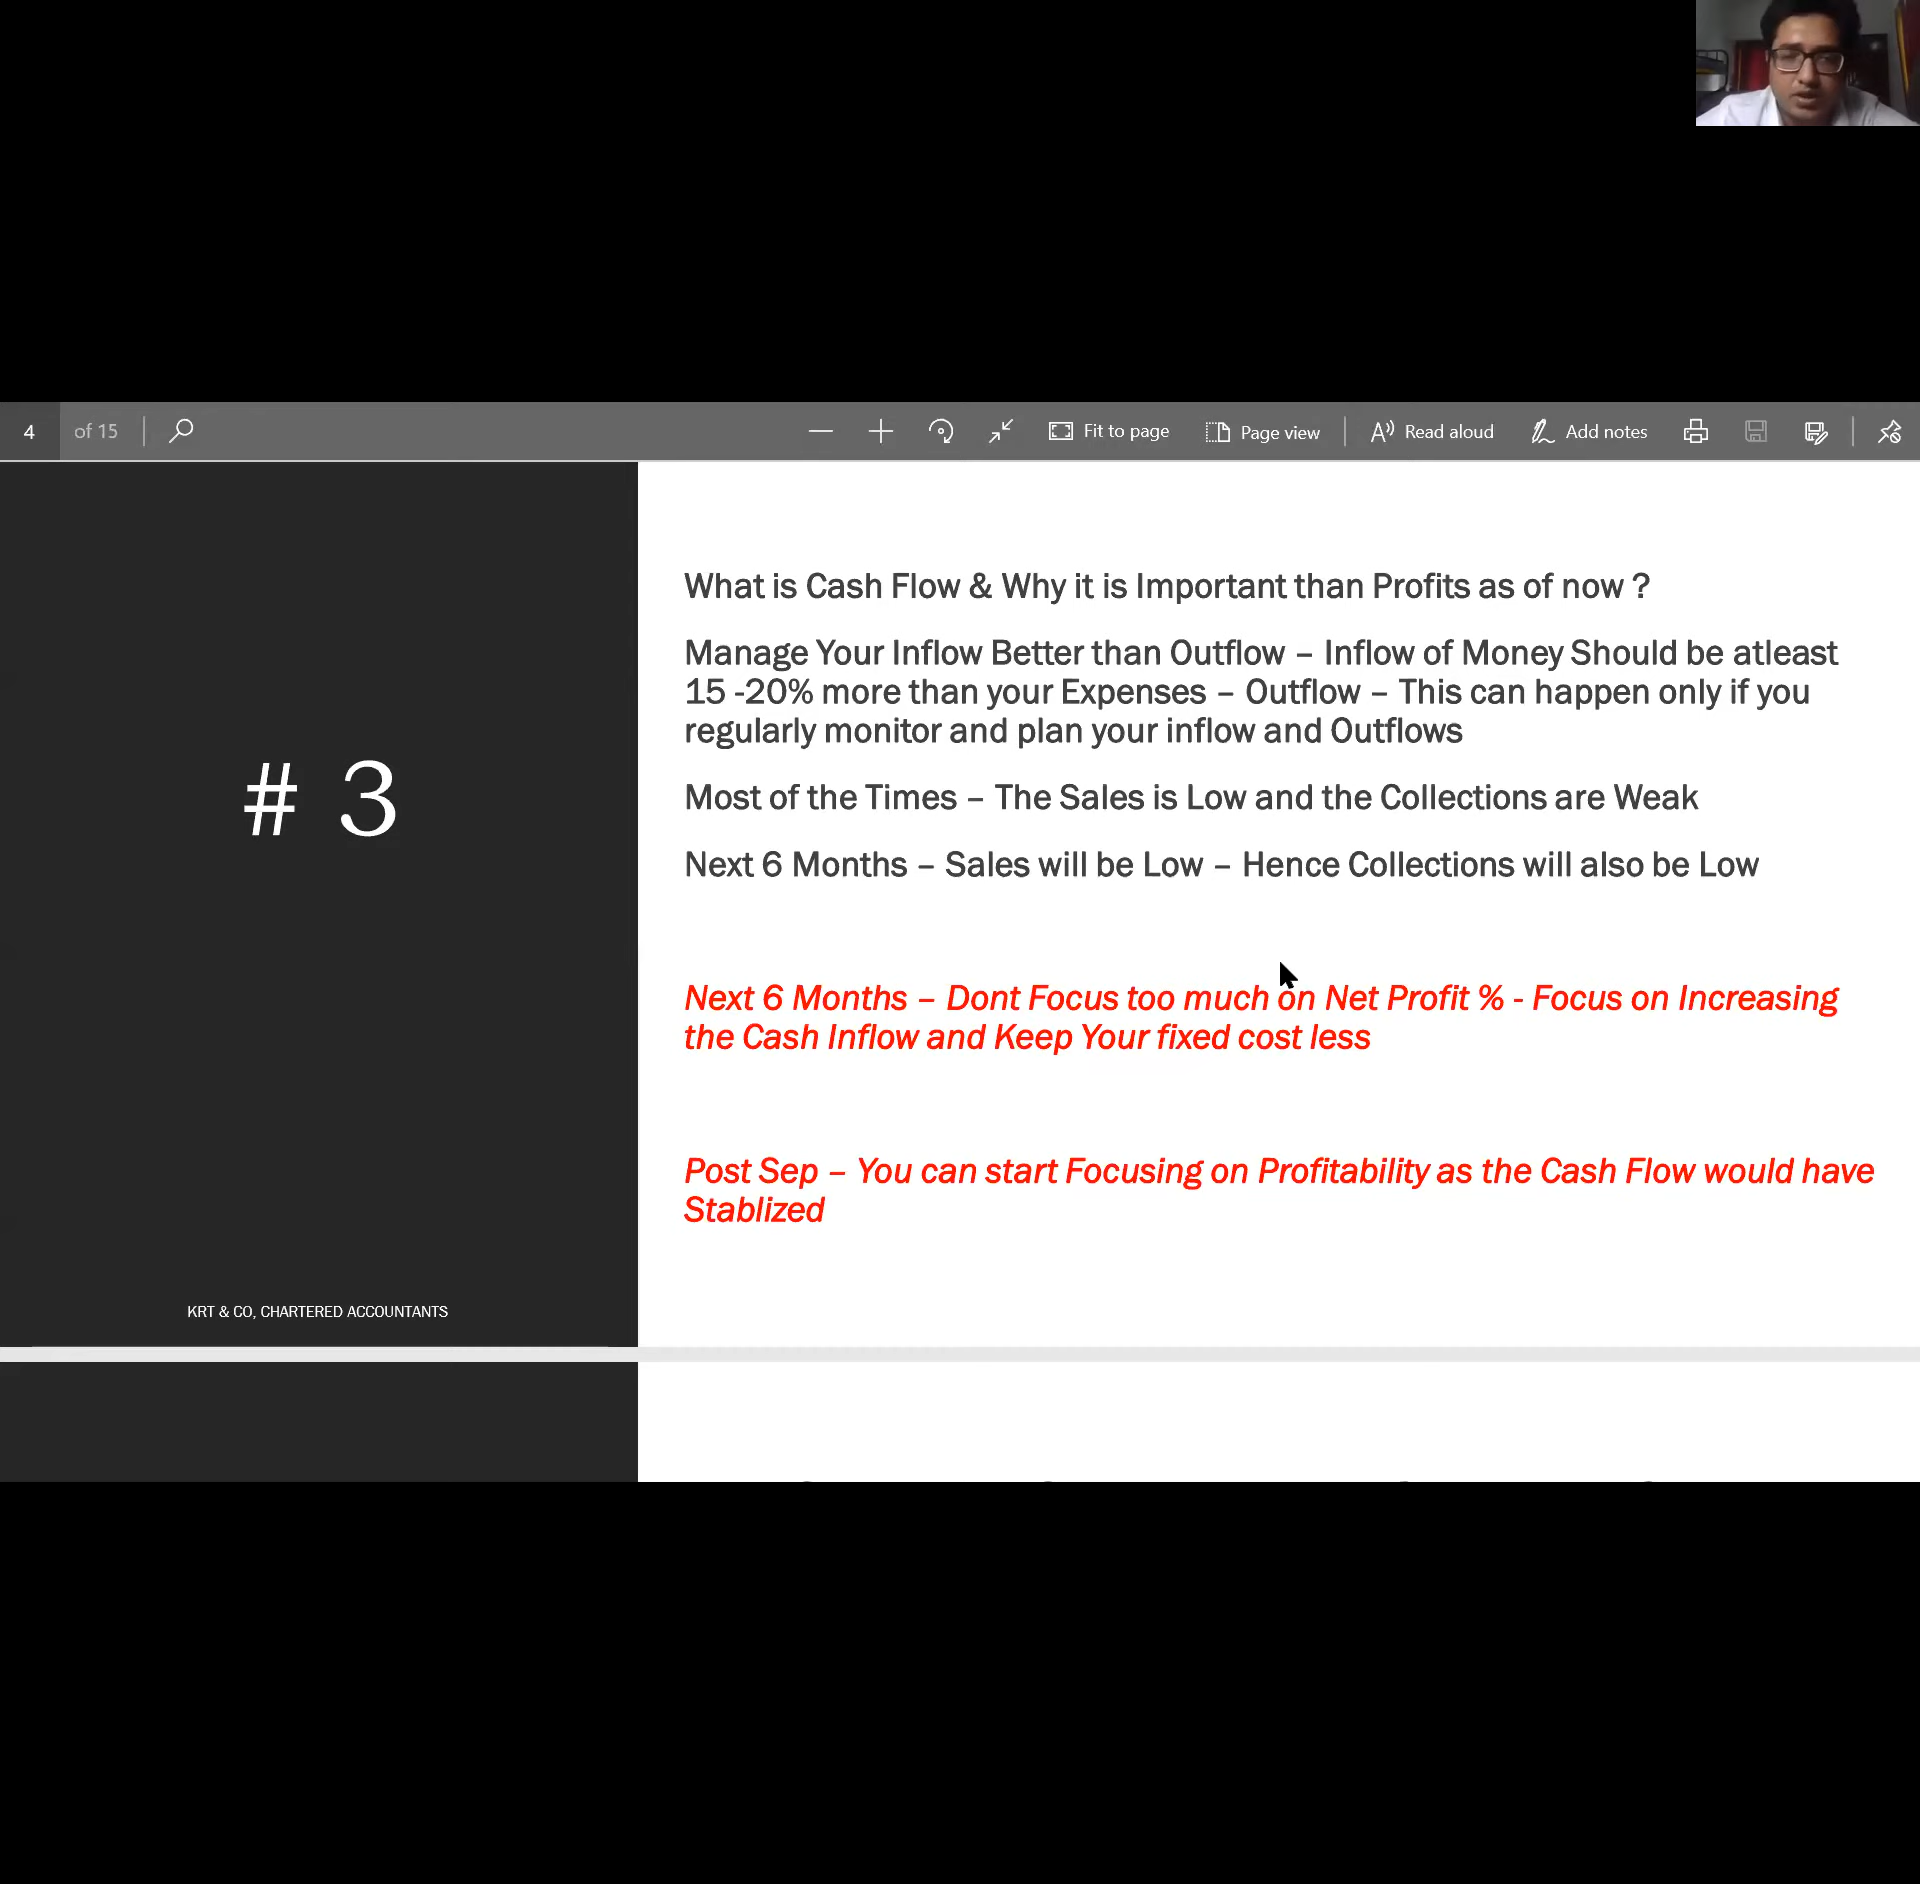 4 of 15 Fit to page Page view Read aloud Add notes
What is Cash Flow & Why it is Important than Profits as of now ?
Manage Your Inflow Better than Outflow – Inflow of Money Should be atleast
15 -20% more than your Expenses – Outflow – This can happen only if you
regularly monitor and plan your inflow and Outflows
# 3
Most of the Times – The Sales is Low and the Collections are Weak
Next 6 Months – Sales will be Low – Hence Collections will also be Low
Next 6 Months – Dont Focus too much on Net Profit % - Focus on Increasing
the Cash Inflow and Keep Your fixed cost less
Post Sep – You can start Focusing on Profitability as the Cash Flow would have
Stablized
KRT & CO, CHARTERED ACCOUNTANTS